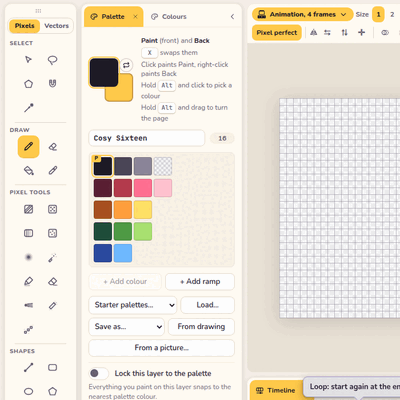 Pixels
Vectors
SELECT
DRAW
PIXEL TOOLS
SHAPES
Palette ×
Colours
Paint (front) and Back
X swaps them
Click paints Paint, right-click
paints Back
Hold Alt and click to pick a
colour
Hold Alt and drag to turn
the page
Cosy Sixteen
16
P
+ Add colour
+ Add ramp
Starter palettes...
Load...
Save as...
From drawing
From a picture...
Lock this layer to the palette
Everything you paint on this layer snaps to the
nearest palette colour.
Animation, 4 frames
Size
1
2
Pixel perfect
Timeline
Loop: start again at the en